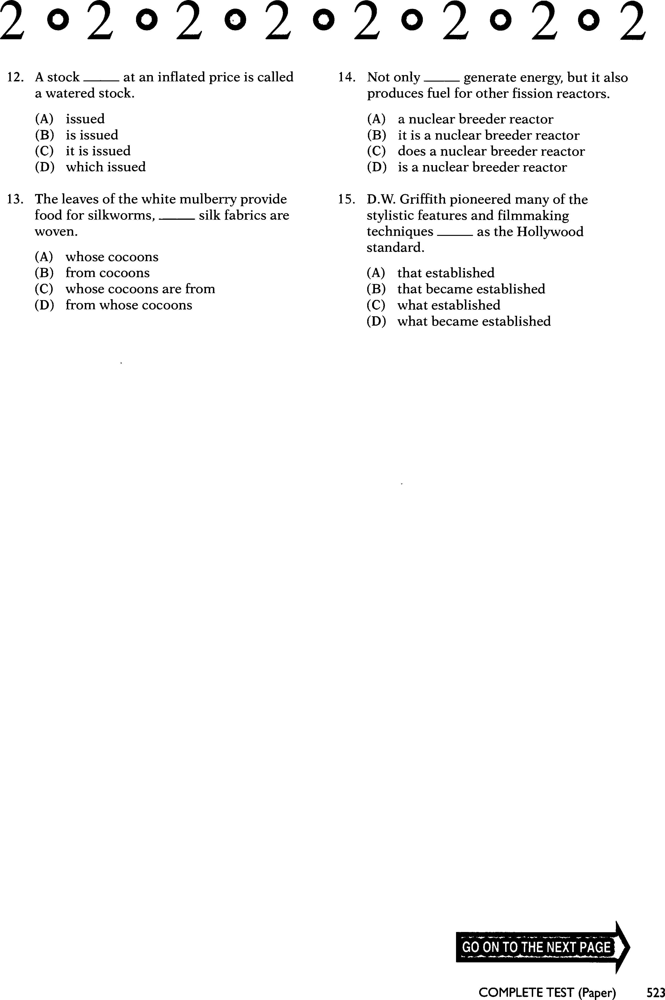 2 o 2 o 2 o 2 o 2 o 2 o 2 o 2
12. A stock _____ at an inflated price is called
a watered stock.
(A) issued
(B) is issued
(C) it is issued
(D) which issued
13. The leaves of the white mulberry provide
food for silkworms, _____ silk fabrics are
woven.
(A) whose cocoons
(B) from cocoons
(C) whose cocoons are from
(D) from whose cocoons
14. Not only _____ generate energy, but it also
produces fuel for other fission reactors.
(A) a nuclear breeder reactor
(B) it is a nuclear breeder reactor
(C) does a nuclear breeder reactor
(D) is a nuclear breeder reactor
15. D.W. Griffith pioneered many of the
stylistic features and filmmaking
techniques _____ as the Hollywood
standard.
(A) that established
(B) that became established
(C) what established
(D) what became established
GO ON TO THE NEXT PAGE
COMPLETE TEST (Paper) 523